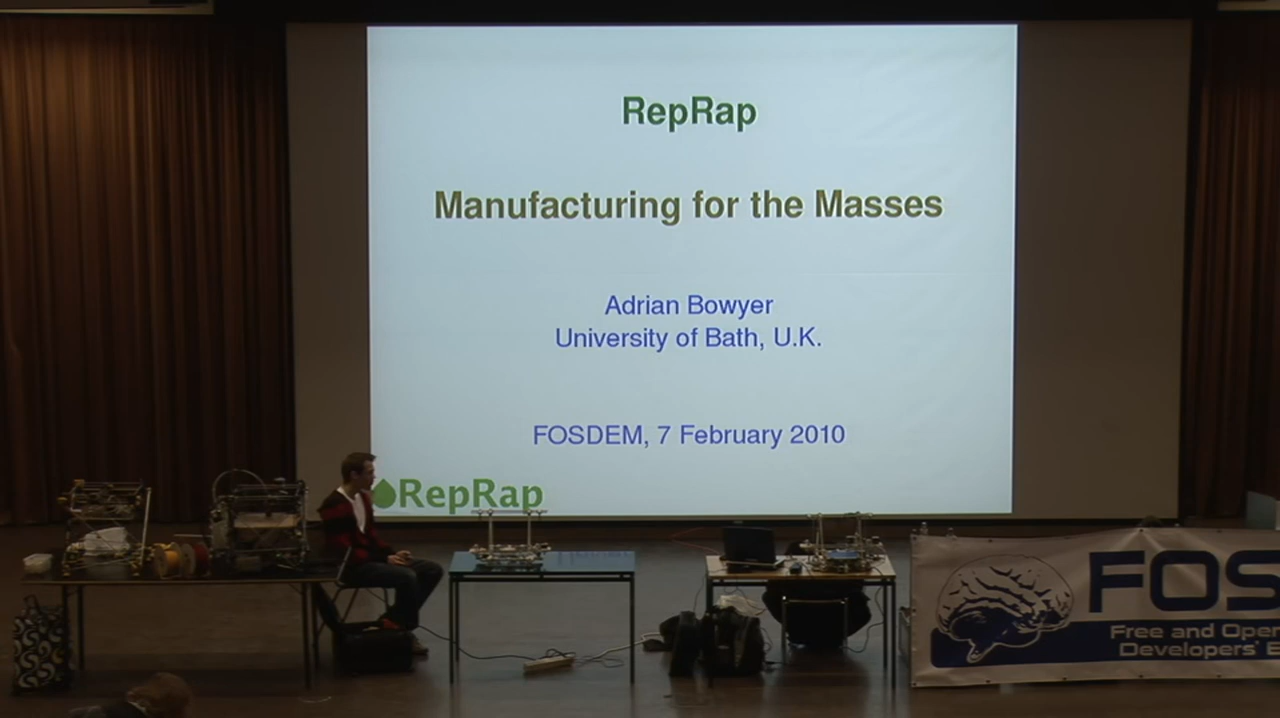 RepRap
Manufacturing for the Masses
Adrian Bowyer
University of Bath, U.K.
FOSDEM, 7 February 2010
RepRap
FOS
Free and Open
Developers' E